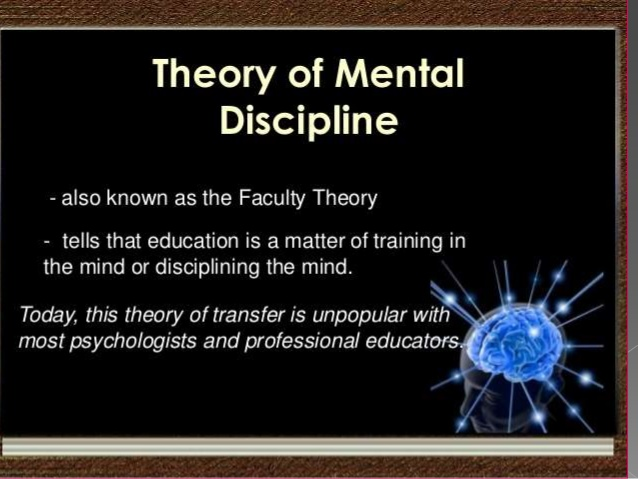 Theory of Mental
Discipline
- also known as the Faculty Theory
- tells that education is a matter of training in
the mind or disciplining the mind.
Today, this theory of transfer is unpopular with
most psychologists and professional educators.